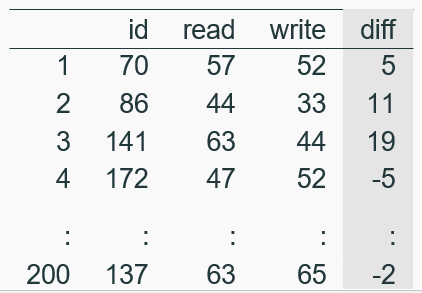 id read write diff
1 70 57 52 5
2 86 44 33 11
3 141 63 44 19
4 172 47 52 -5
: : : : :
200 137 63 65 -2